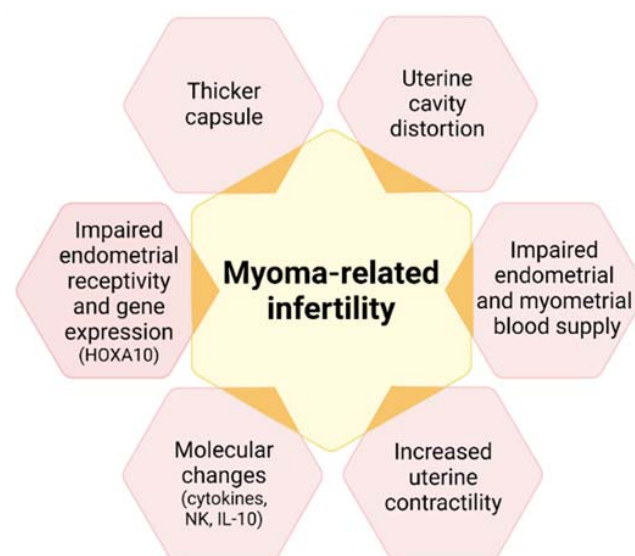 Thicker
capsule
Uterine
cavity
distortion
Impaired
endometrial
receptivity
and gene
expression
(HOXA10)
Myoma-related
infertility
Impaired
endometrial
and myometrial
blood supply
Molecular
changes
(cytokines,
NK, IL-10)
Increased
uterine
contractility